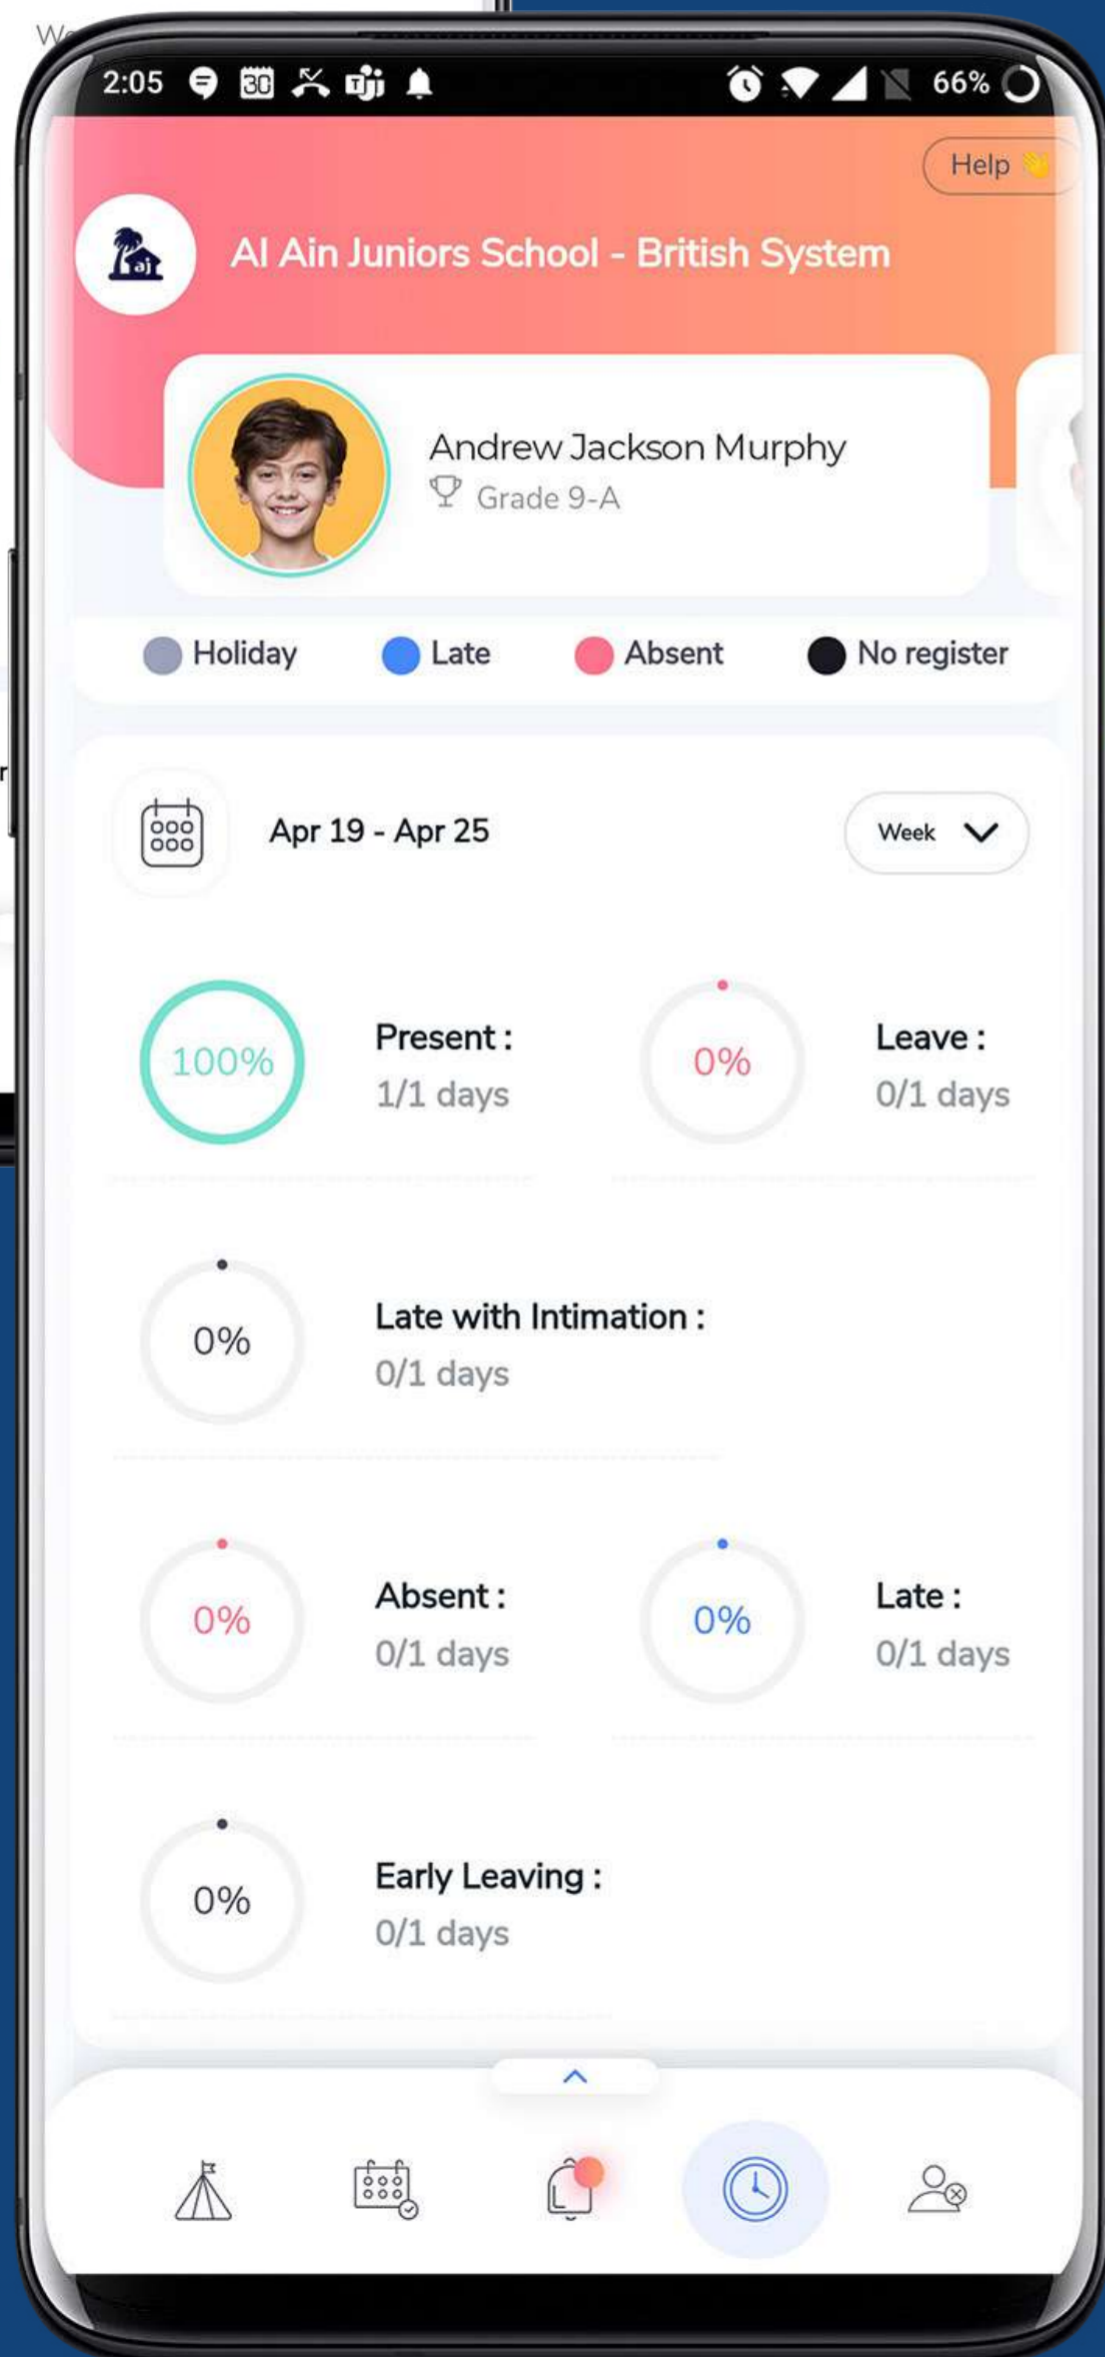 2:05 30 66%
Help
aj
Al Ain Juniors School - British System
Andrew Jackson Murphy
Grade 9-A
Holiday Late Absent No register
Apr 19 - Apr 25 Week
100% Present : 0% Leave :
1/1 days 0/1 days
0% Late with Intimation :
0/1 days
0% Absent : 0% Late :
0/1 days 0/1 days
0% Early Leaving :
0/1 days